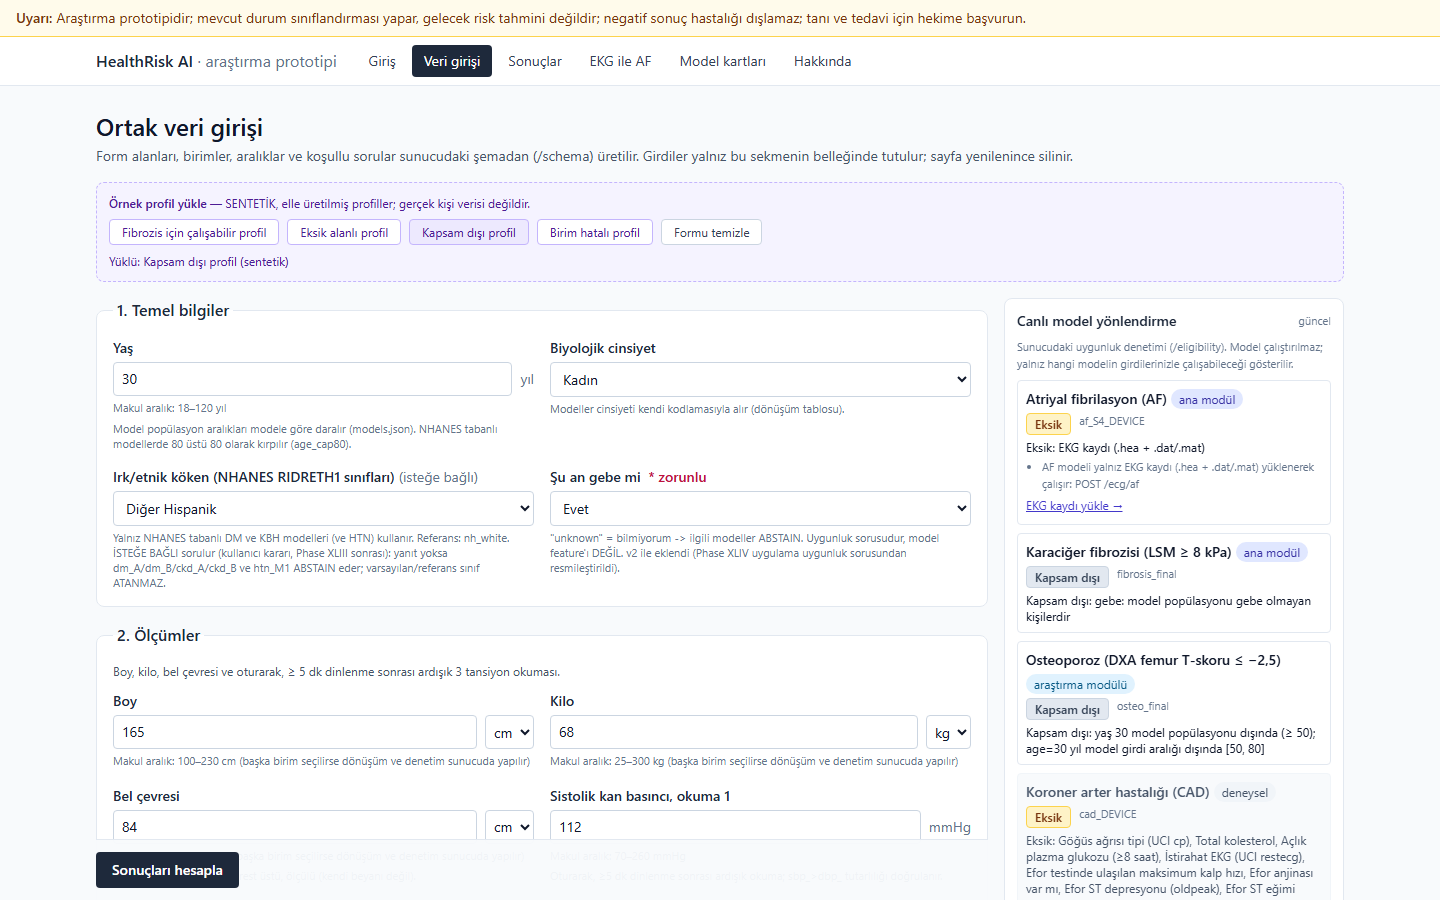 Uyarı: Araştırma prototipidir; mevcut durum sınıflandırması yapar, gelecek risk tahmini değildir; negatif sonuç hastalığı dışlamaz; tanı ve tedavi için hekime başvurun.
HealthRisk AI · araştırma prototipi
Giriş
Veri girişi
Sonuçlar
EKG ile AF
Model kartları
Hakkında
Ortak veri girişi
Form alanları, birimler, aralıklar ve koşullu sorular sunucudaki şemadan (/schema) üretilir. Girdiler yalnız bu sekmenin belleğinde tutulur; sayfa yenilenince silinir.
Örnek profil yükle — SENTETİK, elle üretilmiş profiller; gerçek kişi verisi değildir.
Fibrozis için çalışabilir profil
Eksik alanlı profil
Kapsam dışı profil
Birim hatalı profil
Formu temizle
Yüklü: Kapsam dışı profil (sentetik)
1. Temel bilgiler
Yaş
30
yıl
Makul aralık: 18–120 yıl
Model popülasyon aralıkları modele göre daralır (models.json). NHANES tabanlı
modellerde 80 üstü 80 olarak kırpılır (age_cap80).
Biyolojik cinsiyet
Kadın
Modeller cinsiyeti kendi kodlamasıyla alır (dönüşüm tablosu).
Irk/etnik köken (NHANES RIDRETH1 sınıfları) (isteğe bağlı)
Diğer Hispanik
Yalnız NHANES tabanlı DM ve KBH modelleri (ve HTN) kullanır. Referans: nh_white.
İSTEĞE BAĞLI sorulur (kullanıcı kararı, Phase XLIII sonrası): yanıt yoksa
dm_A/dm_B/ckd_A/ckd_B ve htn_M1 ABSTAIN eder; varsayılan/referans sınıf
ATANMAZ.
Şu an gebe mi * zorunlu
Evet
"unknown" = bilmiyorum -> ilgili modeller ABSTAIN. Uygunluk sorusudur, model
feature'ı DEĞİL. v2 ile eklendi (Phase XLIV uygulama uygunluk sorusundan
resmileştirildi).
2. Ölçümler
Boy, kilo, bel çevresi ve oturarak, ≥ 5 dk dinlenme sonrası ardışık 3 tansiyon okuması.
Boy
165
cm
Makul aralık: 100–230 cm (başka birim seçilirse dönüşüm ve denetim sunucuda yapılır)
Kilo
68
kg
Makul aralık: 25–300 kg (başka birim seçilirse dönüşüm ve denetim sunucuda yapılır)
Bel çevresi
84
cm
Sistolik kan basıncı, okuma 1
112
mmHg
Sonuçları hesapla
Canlı model yönlendirme
güncel
Sunucudaki uygunluk denetimi (/eligibility). Model çalıştırılmaz;
yalnız hangi modelin girdilerinizle çalışabileceği gösterilir.
Atriyal fibrilasyon (AF) ana modül
Eksik af_S4_DEVICE
Eksik: EKG kaydı (.hea + .dat/.mat)
• AF modeli yalnız EKG kaydı (.hea + .dat/.mat) yüklenerek
çalışır: POST /ecg/af
EKG kaydı yükle →
Karaciğer fibrozisi (LSM ≥ 8 kPa) ana modül
Kapsam dışı fibrosis_final
Kapsam dışı: gebe: model popülasyonu gebe olmayan
kişilerdir
Osteoporoz (DXA femur T-skoru ≤ −2,5)
araştırma modülü
Kapsam dışı osteo_final
Kapsam dışı: yaş 30 model popülasyonu dışında (≥ 50);
age=30 yıl model girdi aralığı dışında [50, 80]
Koroner arter hastalığı (CAD) deneysel
Eksik cad_DEVICE
Eksik: Göğüs ağrısı tipi (UCI cp), Total kolesterol, Açlık
plazma glukozu (≥8 saat), İstirahat EKG (UCI restecg),
Efor testinde ulaşılan maksimum kalp hızı, Efor anjinası
var mı, Efor ST depresyonu (oldpeak), Efor ST eğimi